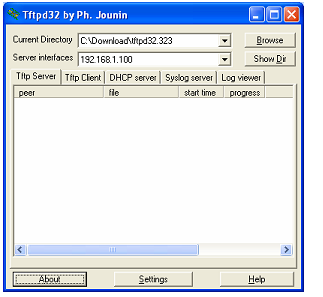 Tftpd32 by Ph. Jounin
Current Directory C:\Download\tftpd32.323 Browse
Server interfaces 192.168.1.100 Show Dir
Tftp Server Tftp Client DHCP server Syslog server Log viewer
peer file start time progress
About Settings Help